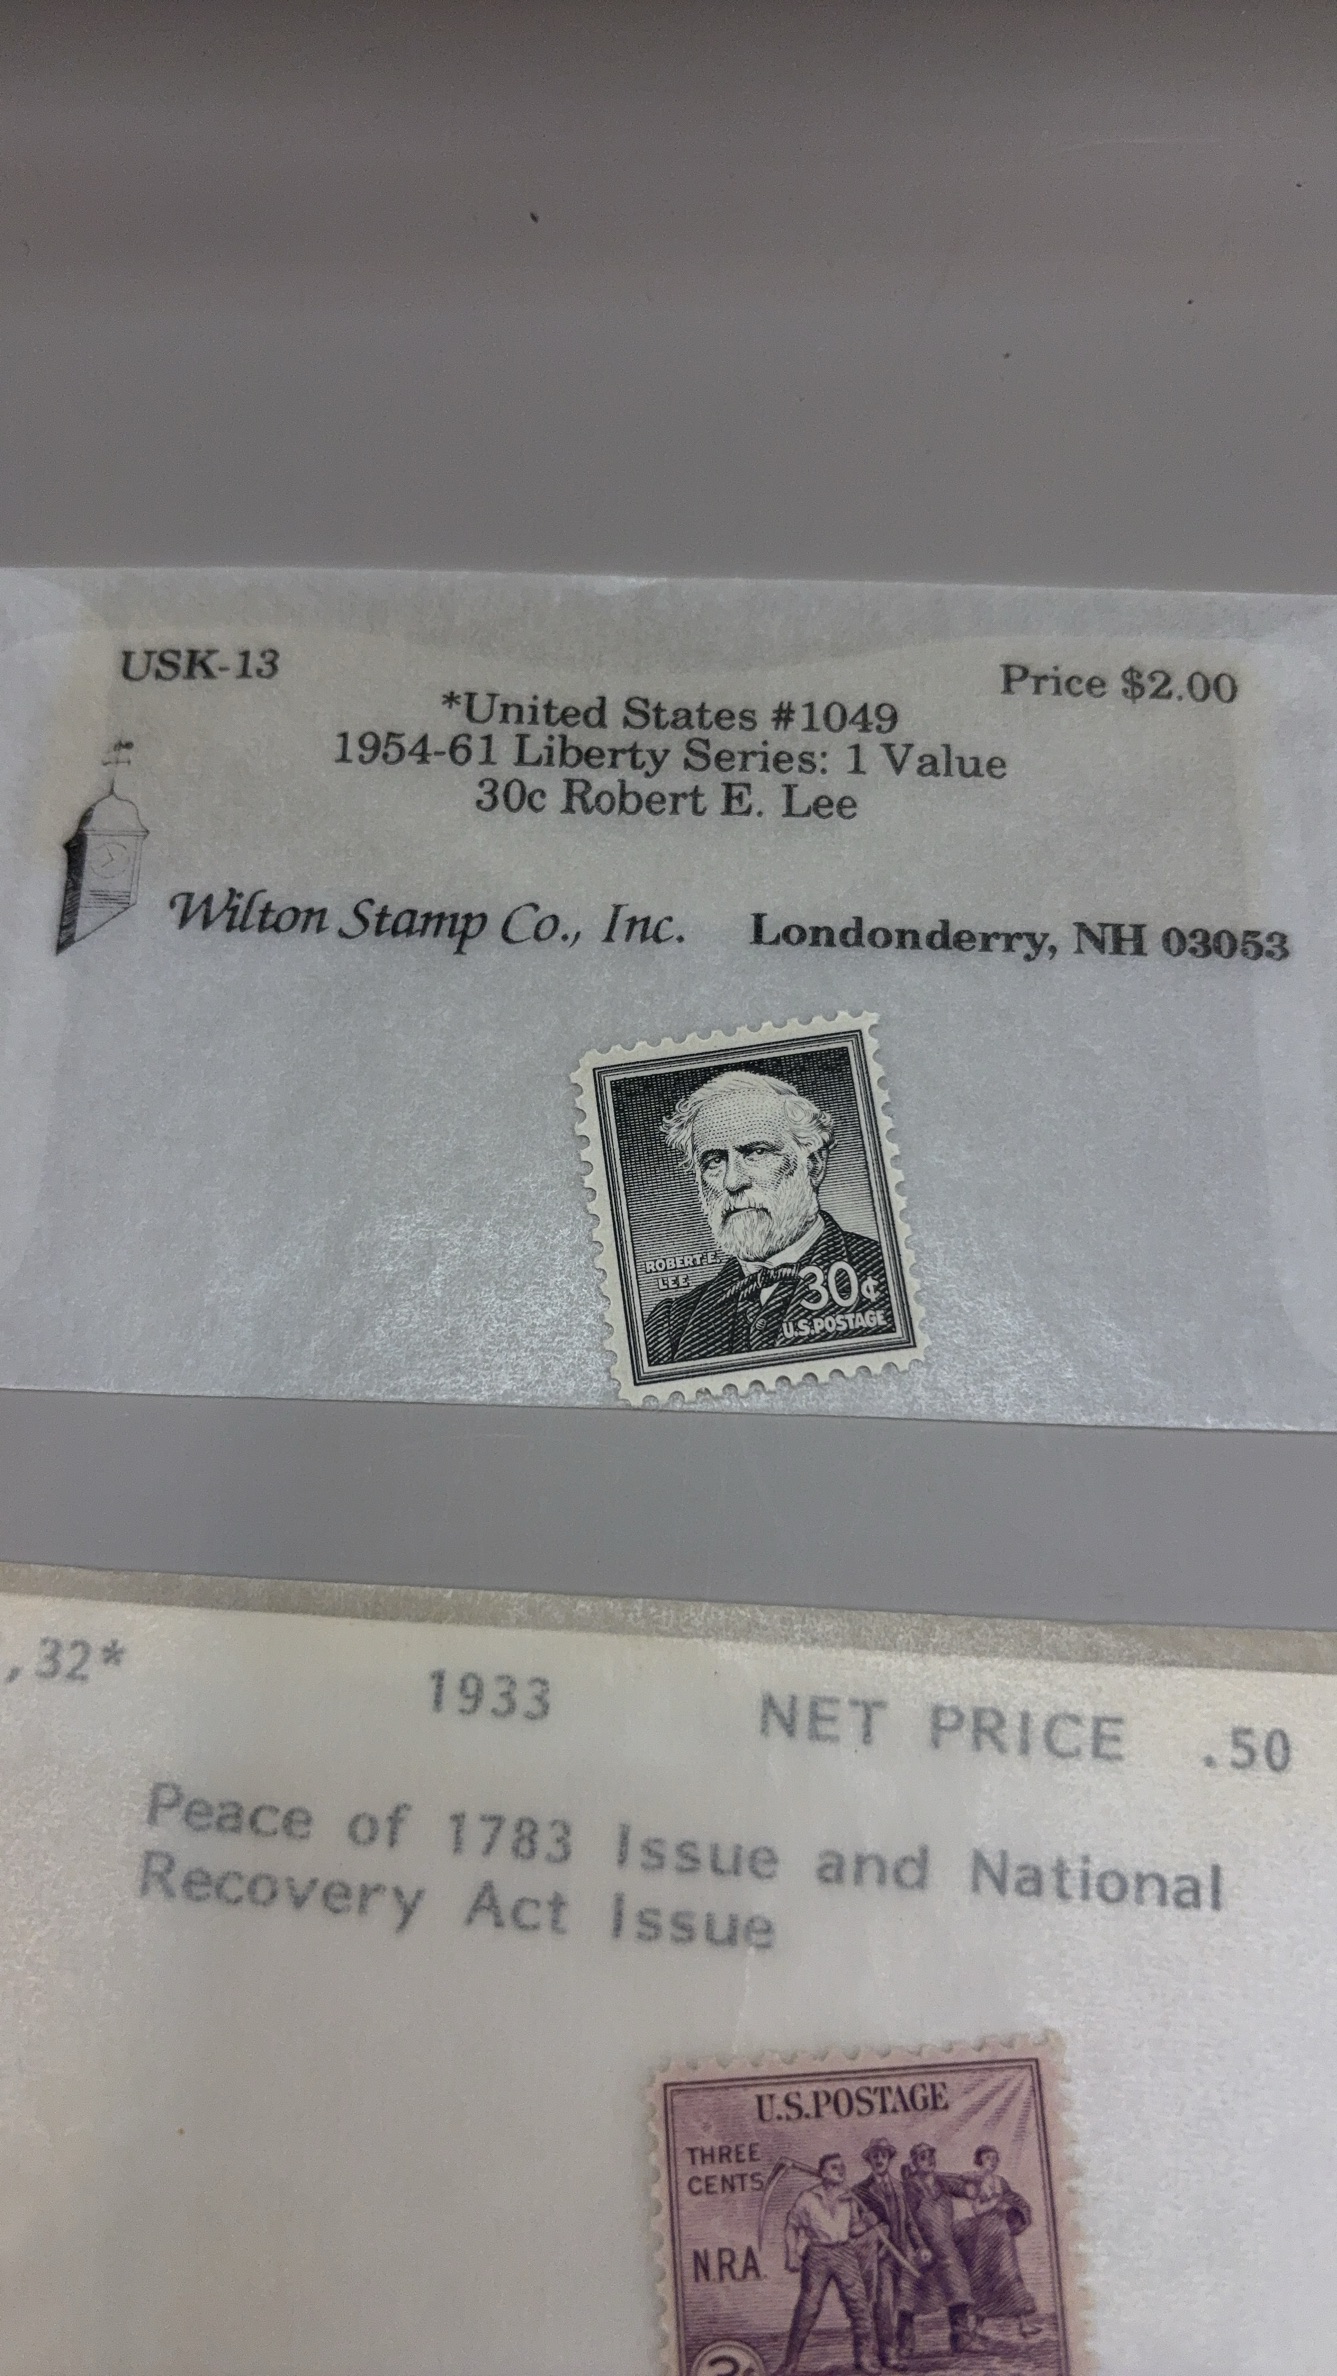 USK-13
Price $2.00
*United States #1049
1954-61 Liberty Series: 1 Value
30c Robert E. Lee
Wilton Stamp Co., Inc. Londonderry, NH 03053
ROBERT E.
LEE
30¢
U.S.POSTAGE
,32* 1933 NET PRICE .50
Peace of 1783 Issue and National
Recovery Act Issue
U.S.POSTAGE
THREE
CENTS
N.R.A.